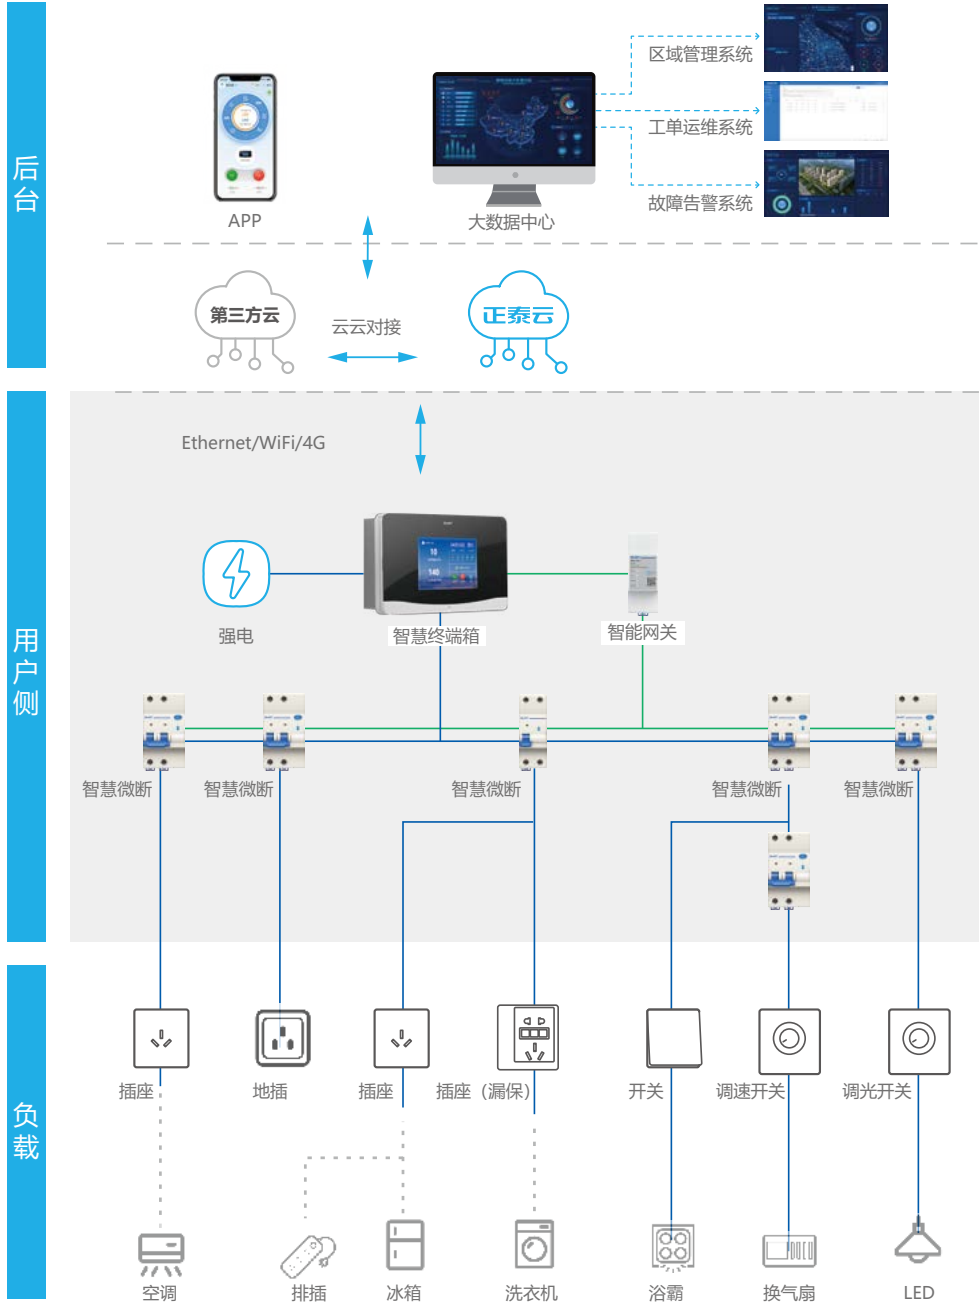 后台
区域管理系统
工单运维系统
故障告警系统
APP
大数据中心
第三方云
云云对接
正泰云
用户侧
Ethernet/WiFi/4G
强电
智慧终端箱
智能网关
智慧微断
智慧微断
智慧微断
智慧微断
智慧微断
负载
插座
地插
插座
插座（漏保）
开关
调速开关
调光开关
空调
排插
冰箱
洗衣机
浴霸
换气扇
LED